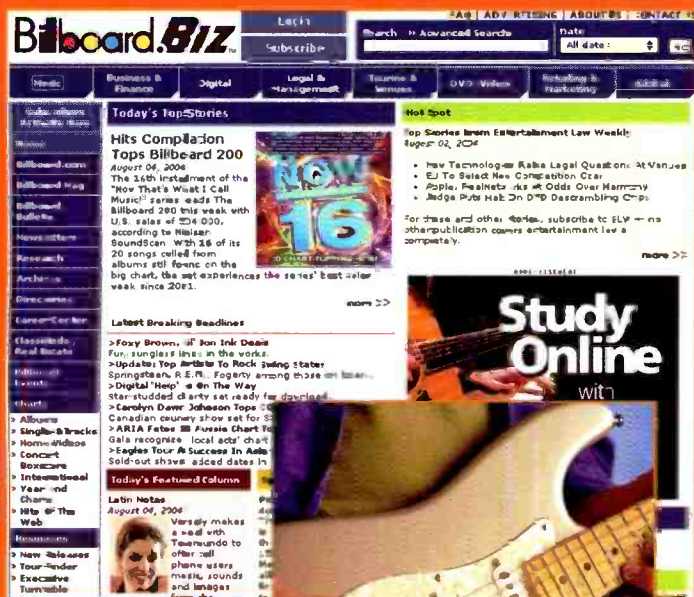 Billboard.BIZ
Login
Subscribe
FAQ | ADVERTISING | ABOUT US | CONTACT US
Search » Advanced Search
Date
All dates
Music
Business & Finance
Digital
Legal & Management
Touring & Venues
DVD Video
Retailing & Marketing
Global
Home
Billboard.com
Billboard Mag
Billboard Bulletin
Newsletters
Research
Archives
Directories
Career Center
Classifieds /
Real Estate
Billboard
Events
Charts
> Albums
> Singles & Tracks
> Home Videos
> Concert
Boxscore
> International
> Year End
Charts
> Hits Of The
Web
Resources
> New Releases
> Tour Finder
> Executive
Turntable
Today's Top Stories
Hits Compilation
Tops Billboard 200
August 04, 2004
The 16th installment of the
"Now That's What I Call
Music!" series leads The
Billboard 200 this week with
U.S. sales of
according to Nielsen
SoundScan. With 16 of its
20 songs culled from
albums still found on the
big chart, the set experiences the series' best sales
week since 2001.
NOW
16
more >>
Latest Breaking Headlines
>Foxy Brown, Lil' Jon Ink Deals
Fur, sungless lines in the works.
>Update: Top Artists To Rock Swing States
Springsteen, R.E.M., Fogerty among those on board.
>Digital 'Help' Is On The Way
Star-studded charity set ready for download.
>Carolyn Dawn Johnson Tops
Canadian country show set for
>ARIA Fetes Aussie Chart
Gala recognizes local acts' chart
>Eagles Tour A Success In Asia
Sold-out shows, added dates in
Today's Featured Column
Latin Notes
August 04, 2004
Versaly makes
a deal with
Telemundo to
offer cell
phone users
music, sounds
and images
from the
Hot Spot
Top Stories From Entertainment Law Weekly
August 02, 2004
• New Technologies Raise Legal Questions At Venues
• EU To Select New Competition Czar
• Apple, RealNetworks At Odds Over Harmony
• Judge Puts Halt On DVD Descrambling Chips
For these and other stories, subscribe to ELW — no
other publication covers entertainment law so
completely.
more >>
advertisement
Study
Online
with